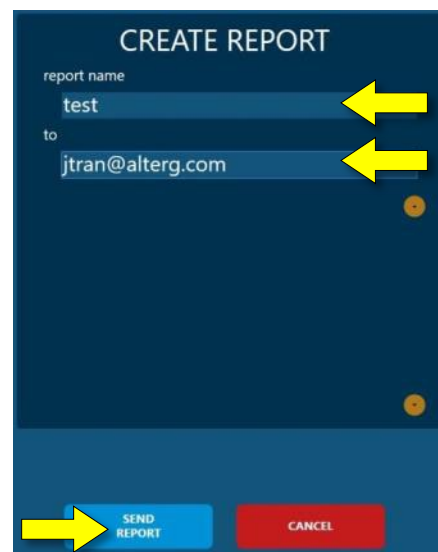 CREATE REPORT
report name
test
to
jtran@alterg.com
SEND
REPORT
CANCEL